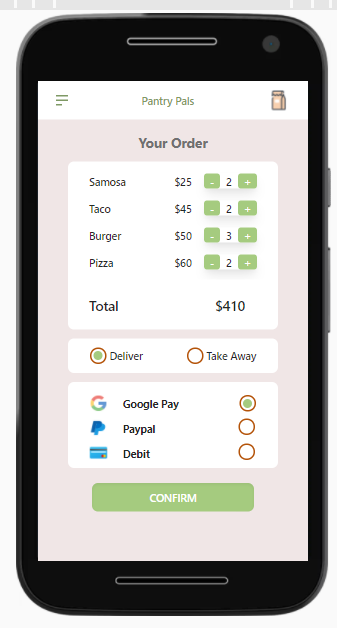 Pantry Pals
Your Order
Samosa $25 - 2 +
Taco $45 - 2 +
Burger $50 - 3 +
Pizza $60 - 2 +
Total $410
Deliver Take Away
Google Pay
Paypal
Debit
CONFIRM